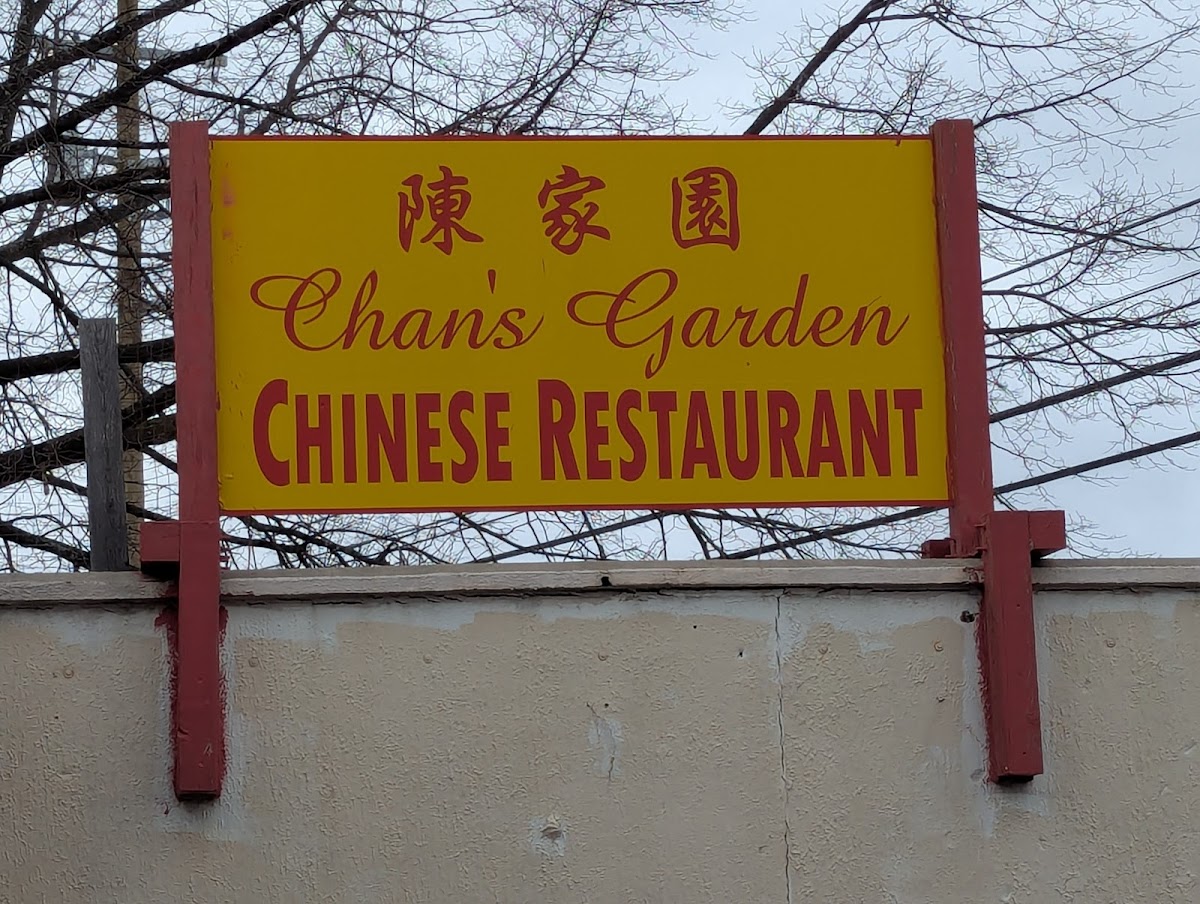 陳家園
Chan's Garden
CHINESE RESTAURANT